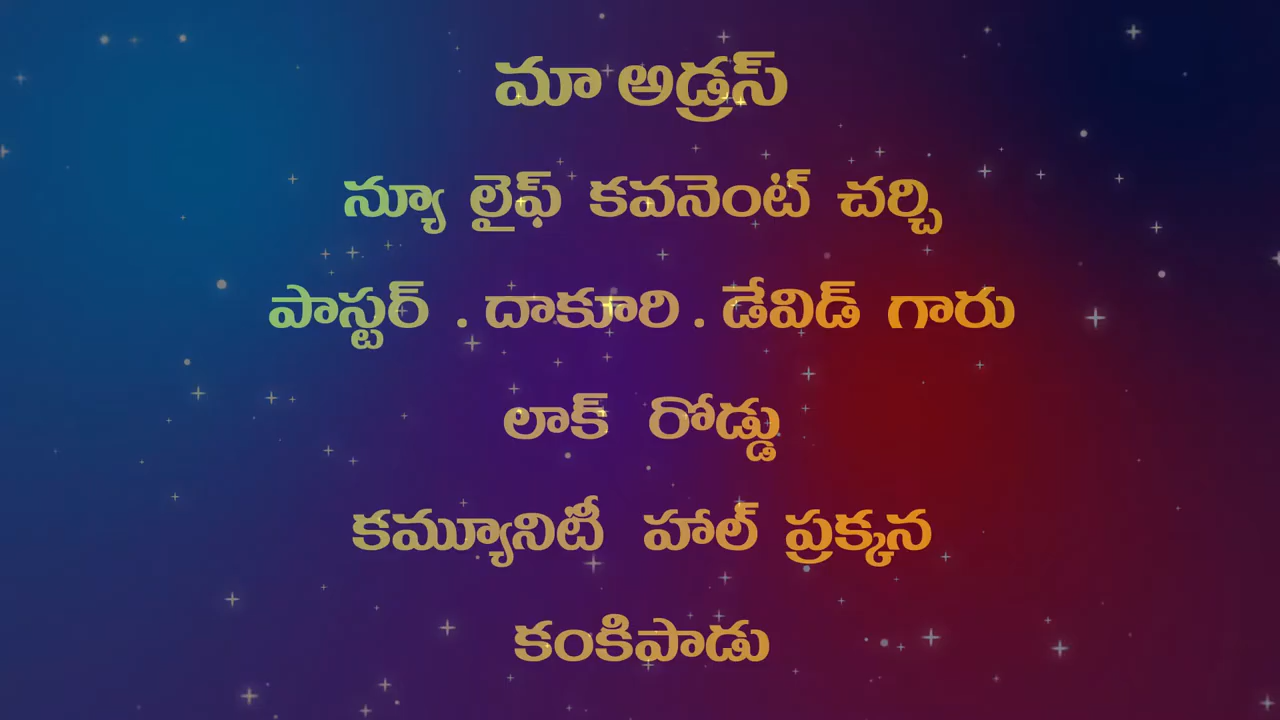 మా అడ్రస్
న్యూ లైఫ్ కవనెంట్ చర్చి
పాస్టర్ . దాకూరి . డేవిడ్ గారు
లాక్ రోడ్డు
కమ్యూనిటీ హాల్ ప్రక్కన
కంకిపాడు